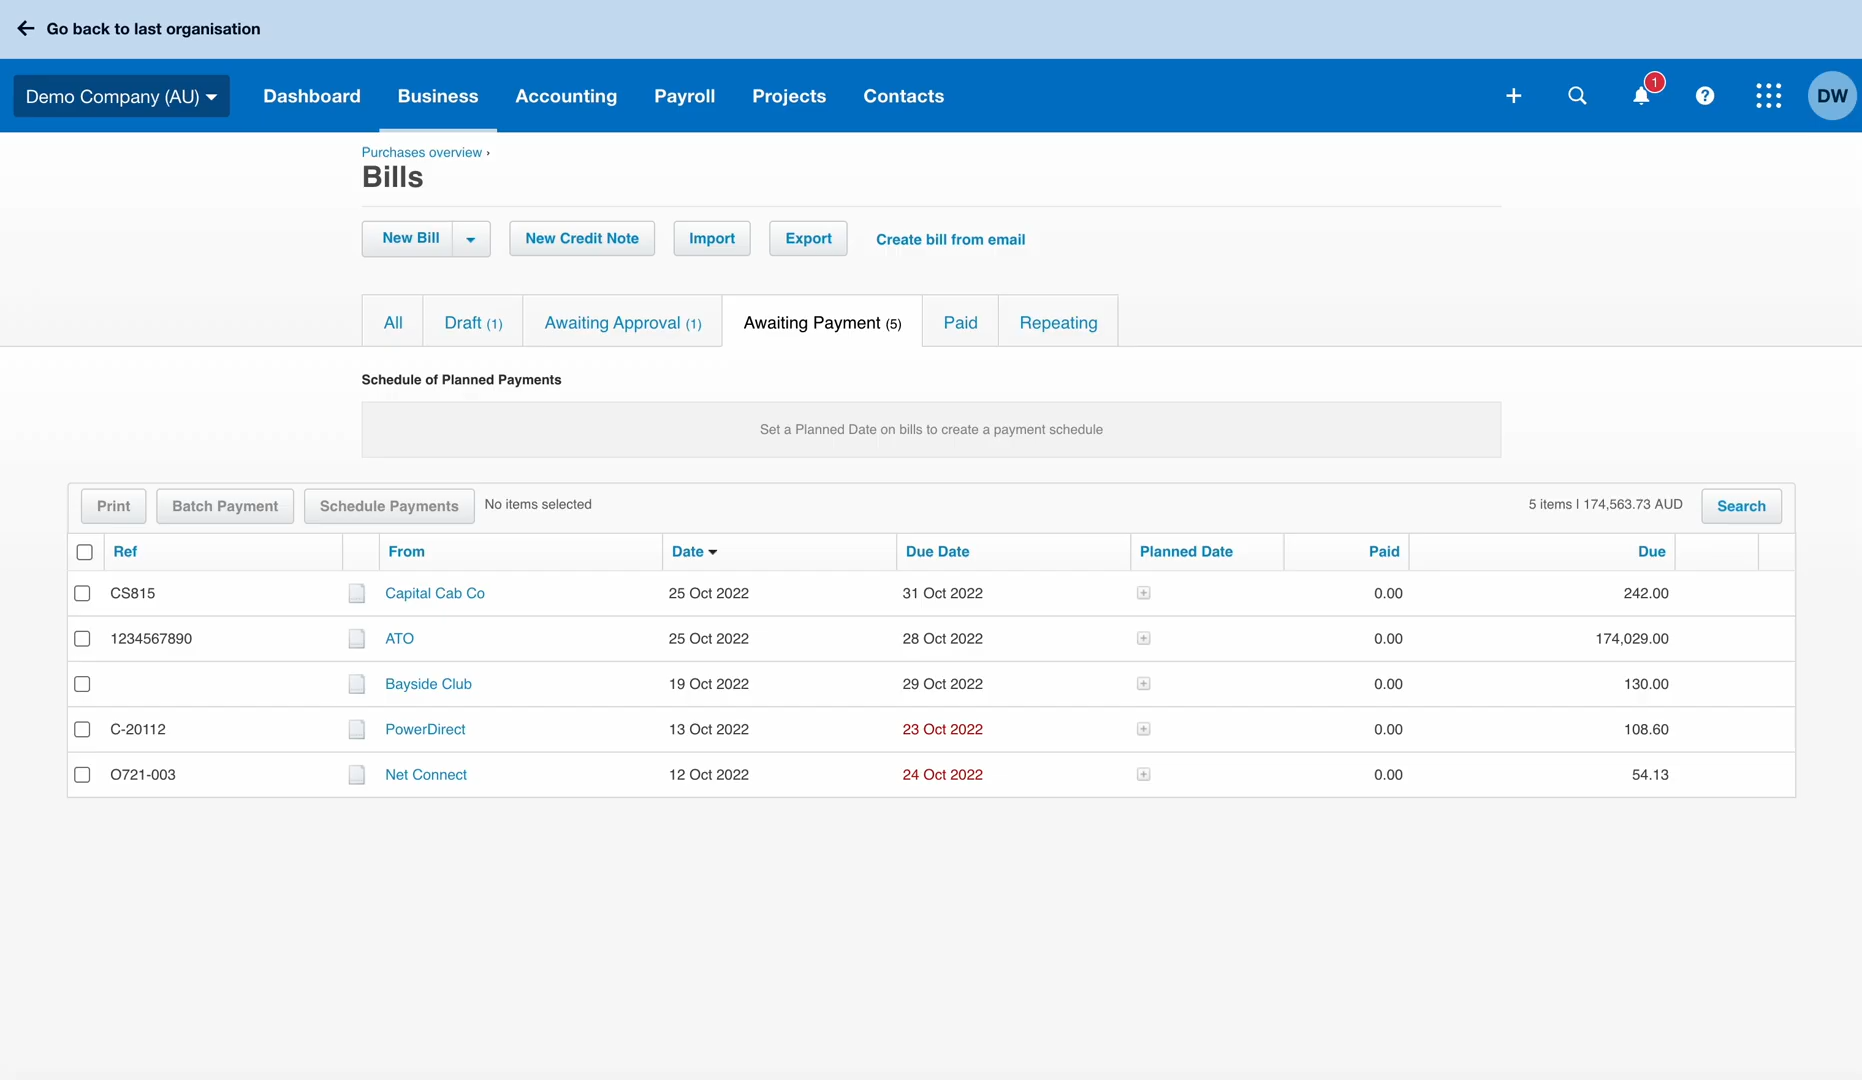 Go back to last organisation
Demo Company (AU) Dashboard Business Accounting Payroll Projects Contacts 1 DW
Purchases overview ›
Bills
New Bill New Credit Note Import Export Create bill from email
All Draft (1) Awaiting Approval (1) Awaiting Payment (5) Paid Repeating
Schedule of Planned Payments
Set a Planned Date on bills to create a payment schedule
Print Batch Payment Schedule Payments No items selected 5 items | 174,563.73 AUD Search
Ref From Date Due Date Planned Date Paid Due
CS815 Capital Cab Co 25 Oct 2022 31 Oct 2022 0.00 242.00
1234567890 ATO 25 Oct 2022 28 Oct 2022 0.00 174,029.00
Bayside Club 19 Oct 2022 29 Oct 2022 0.00 130.00
C-20112 PowerDirect 13 Oct 2022 23 Oct 2022 0.00 108.60
O721-003 Net Connect 12 Oct 2022 24 Oct 2022 0.00 54.13